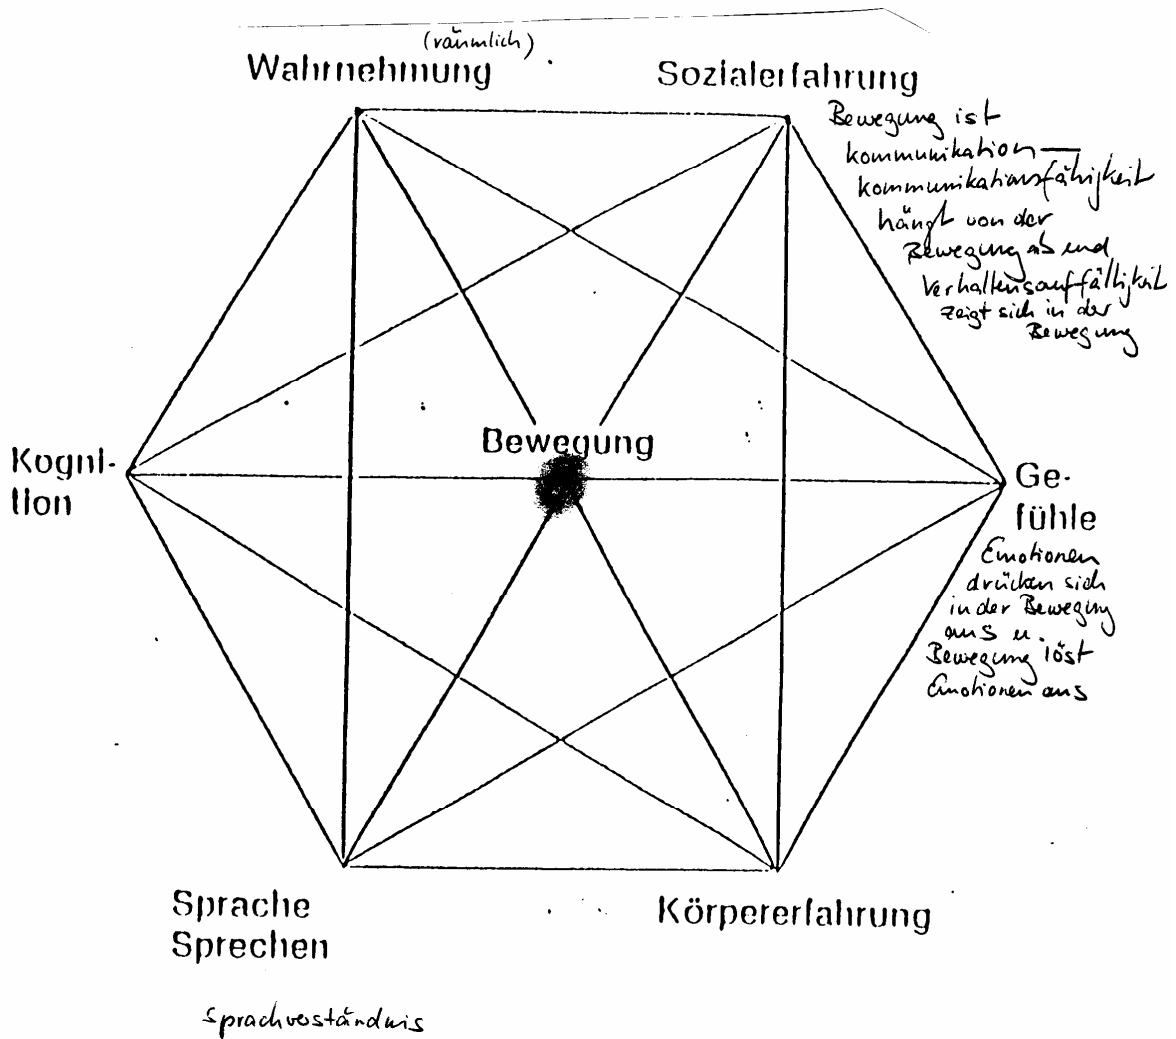 (räumlich)
Wahrnehmung
Sozialerfahrung
Bewegung ist
kommunikation —
kommunikationsfähigkeit
hängt von der
Bewegung ab und
Verhaltensauffälligkeit
zeigt sich in der
Bewegung
Bewegung
Kogni-
tion
Ge-
fühle
Emotionen
drücken sich
in der Bewegung
aus u.
Bewegung löst
Emotionen aus
Sprache
Sprechen
Körpererfahrung
Sprachverständnis